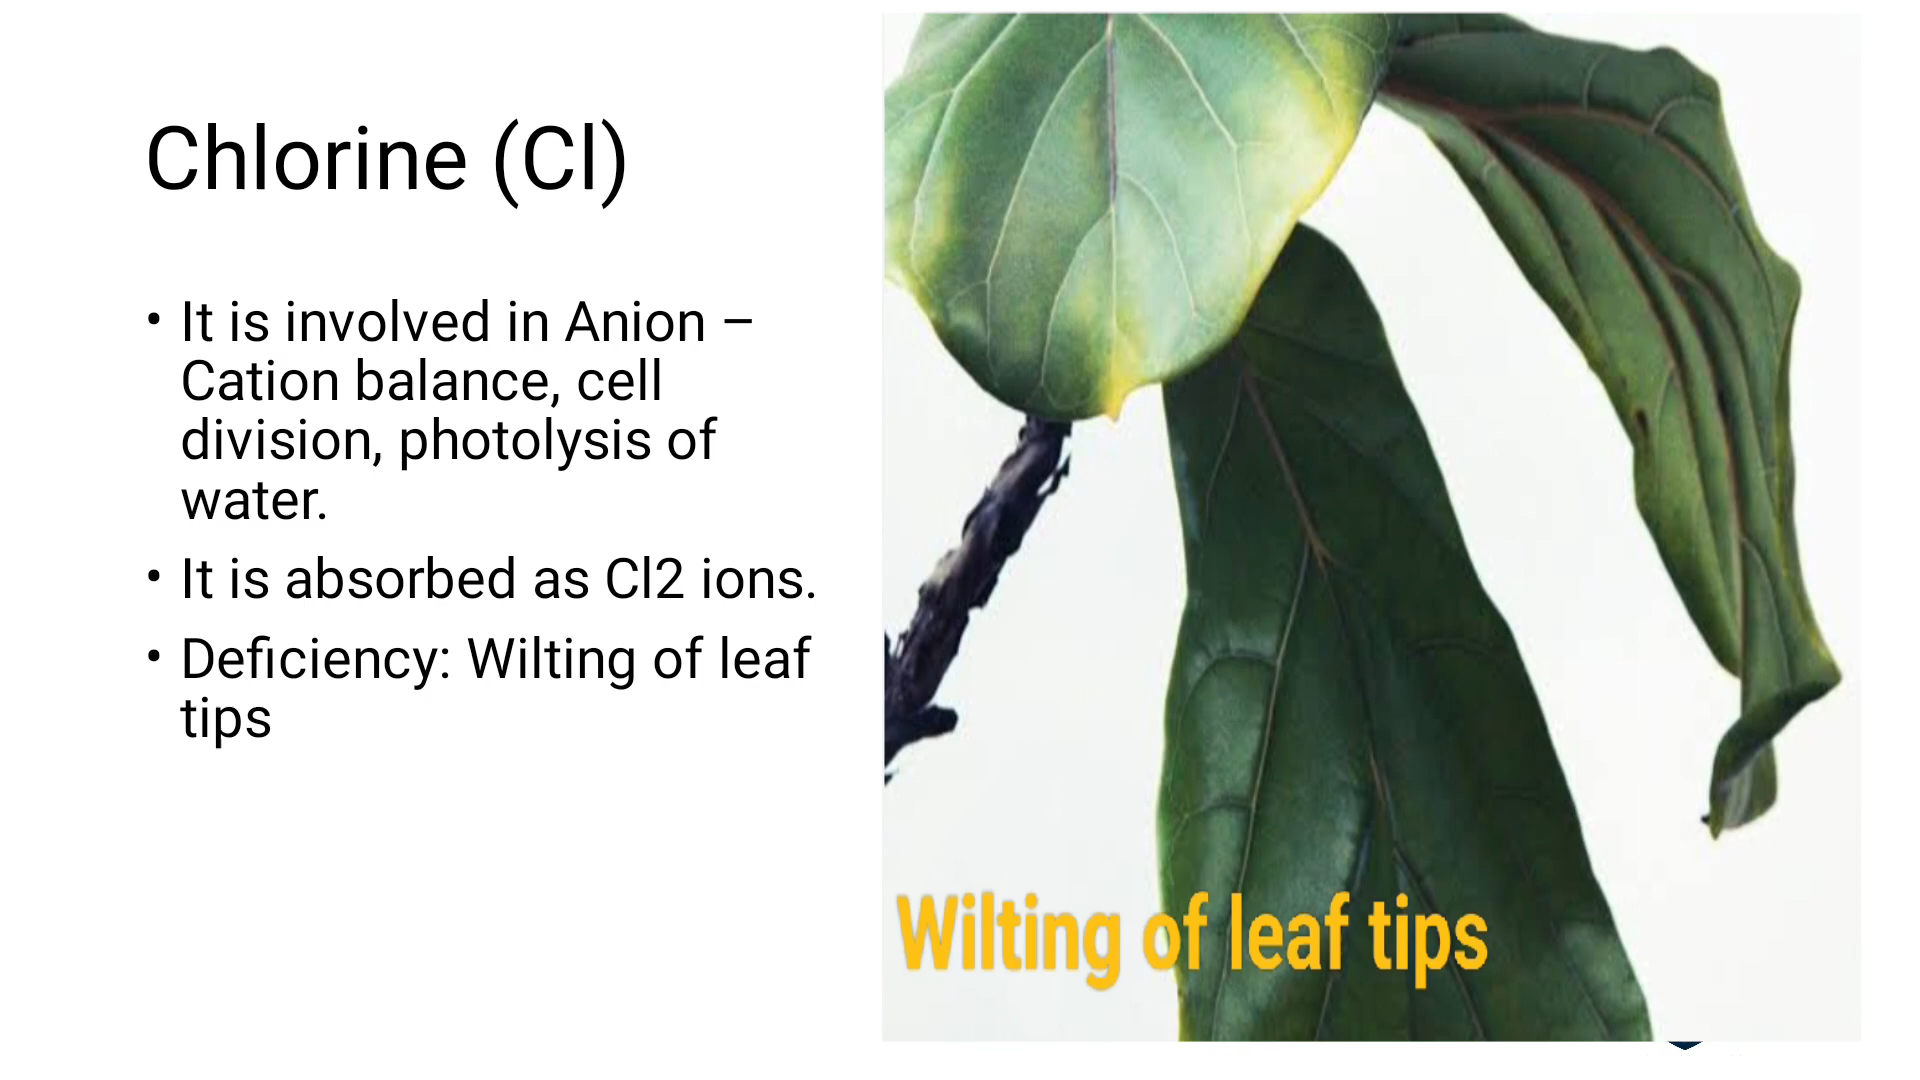 Chlorine (Cl)
• It is involved in Anion –
Cation balance, cell
division, photolysis of
water.
• It is absorbed as Cl2 ions.
• Deficiency: Wilting of leaf
tips
Wilting of leaf tips